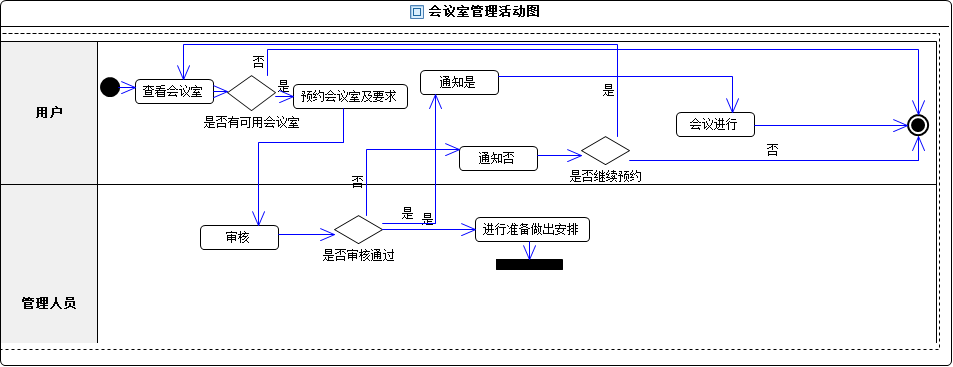 会议室管理活动图
用户
查看会议室
否
是
是否有可用会议室
预约会议室及要求
通知是
会议进行
是
通知否
否
是否继续预约
否
是
是
审核
是否审核通过
进行准备做出安排
管理人员